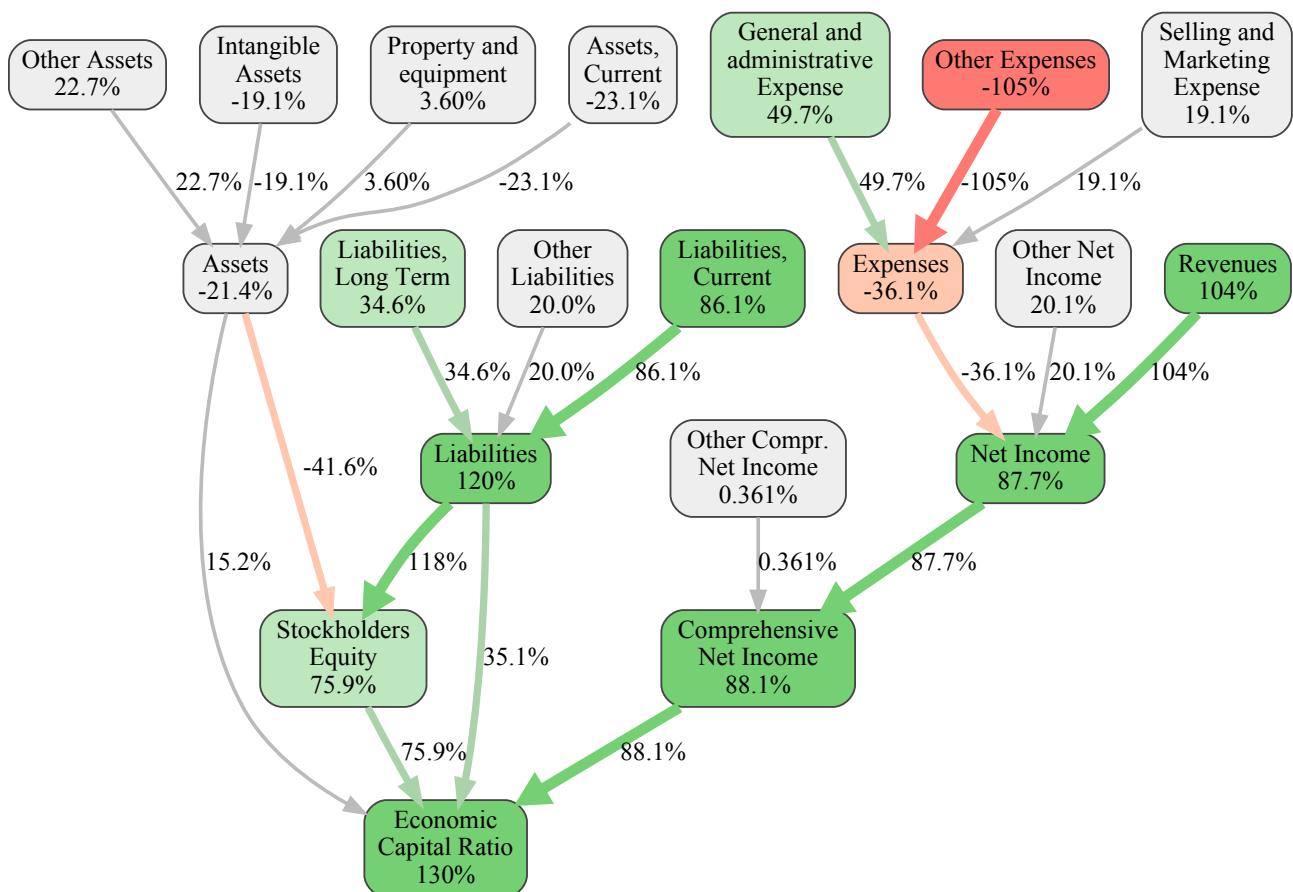 Other Assets
22.7%
Intangible
Assets
-19.1%
Property and
equipment
3.60%
Assets,
Current
-23.1%
General and
administrative
Expense
49.7%
Other Expenses
-105%
Selling and
Marketing
Expense
19.1%
22.7%
-19.1%
3.60%
-23.1%
49.7%
-105%
19.1%
Assets
-21.4%
Liabilities,
Long Term
34.6%
Other
Liabilities
20.0%
Liabilities,
Current
86.1%
Expenses
-36.1%
Other Net
Income
20.1%
Revenues
104%
34.6%
20.0%
86.1%
-36.1%
20.1%
104%
-41.6%
Liabilities
120%
Other Compr.
Net Income
0.361%
Net Income
87.7%
15.2%
118%
0.361%
87.7%
Stockholders
Equity
75.9%
35.1%
Comprehensive
Net Income
88.1%
75.9%
88.1%
Economic
Capital Ratio
130%